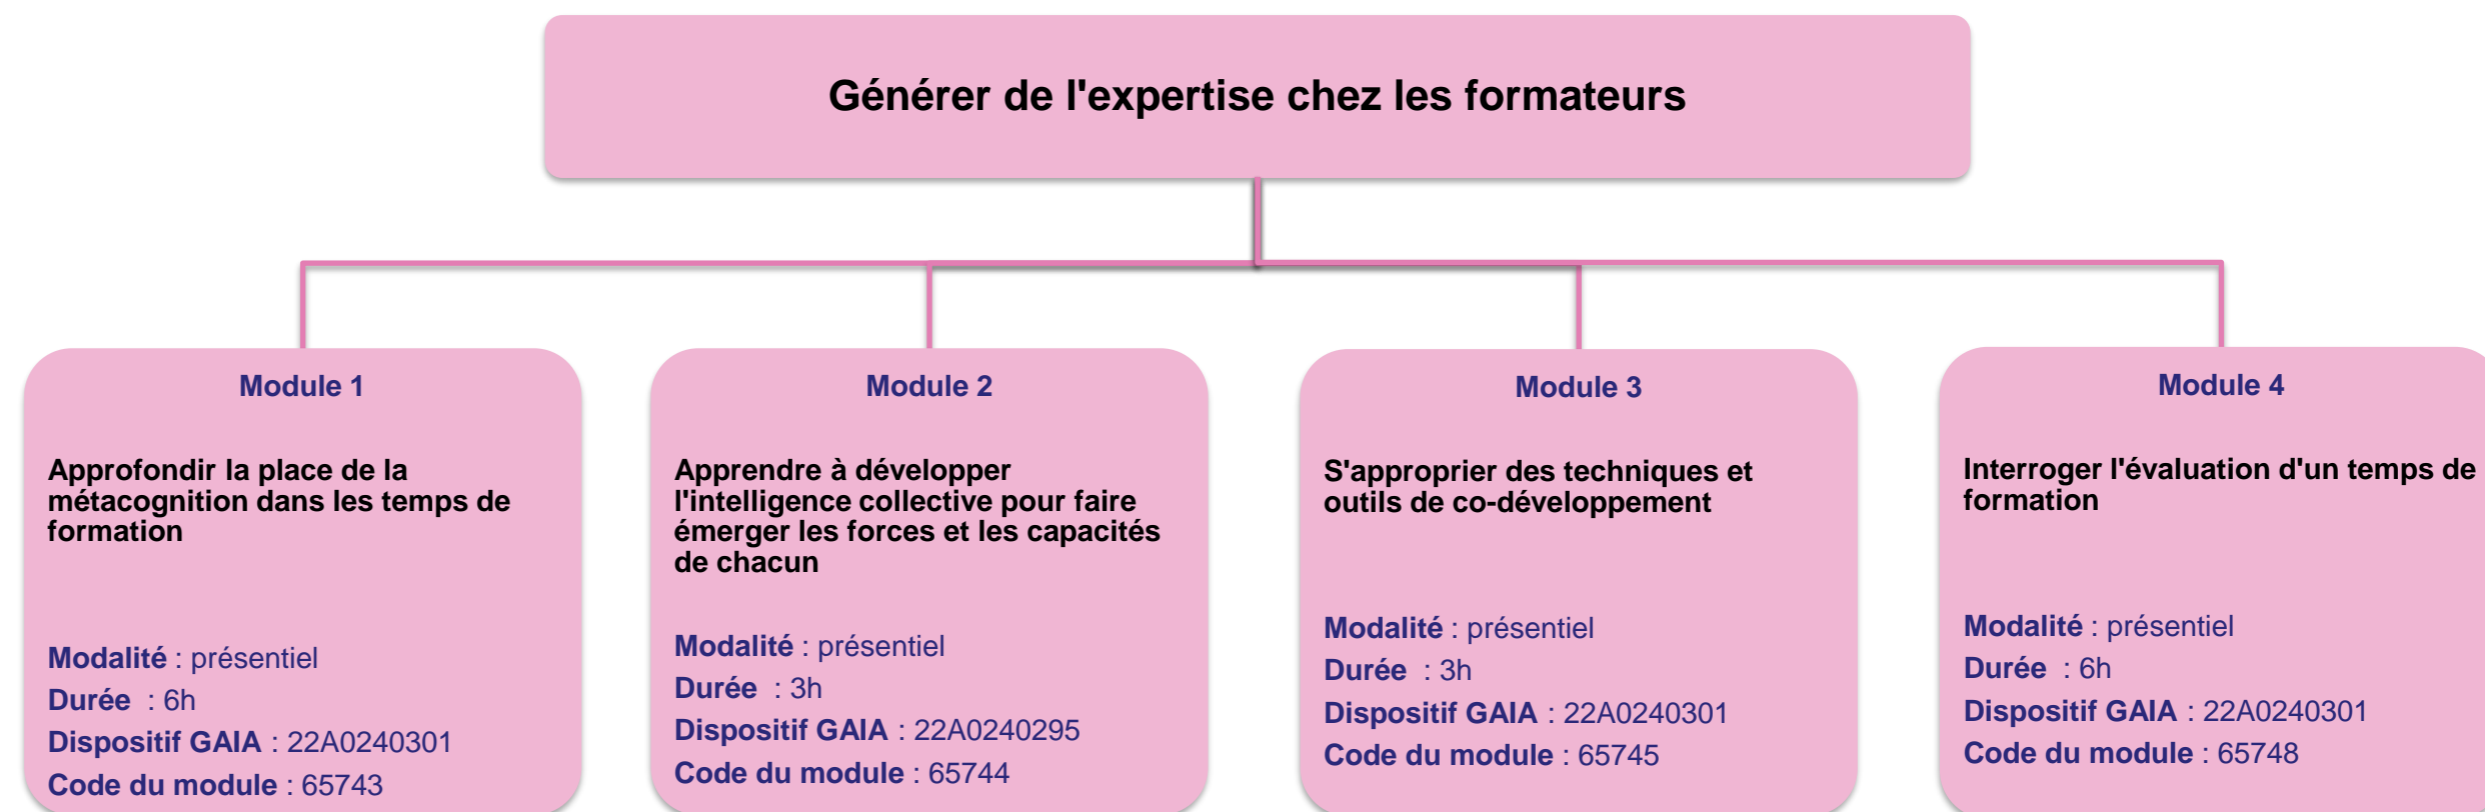 Générer de l'expertise chez les formateurs
Module 1
Approfondir la place de la
métacognition dans les temps de
formation
Modalité : présentiel
Durée  : 6h
Dispositif GAIA : 22A0240301
Code du module : 65743
Module 2
Apprendre à développer
l'intelligence collective pour faire
émerger les forces et les capacités
de chacun
Modalité : présentiel
Durée  : 3h
Dispositif GAIA : 22A0240295
Code du module : 65744
Module 3
S'approprier des techniques et
outils de co-développement
Modalité : présentiel
Durée  : 3h
Dispositif GAIA : 22A0240301
Code du module : 65745
Module 4
Interroger l'évaluation d'un temps de
formation
Modalité : présentiel
Durée  : 6h
Dispositif GAIA : 22A0240301
Code du module : 65748